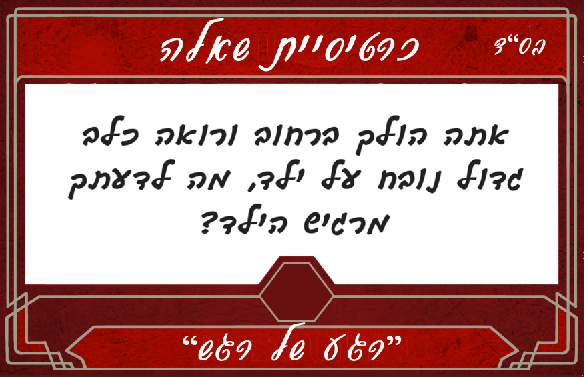 בס"ד
כרטיסיית שאלה
אתה הולך ברחוב ורואה כלב
גדול נובח על ילד, מה לדעתך
מרגיש הילד?
"רגע של רגש"